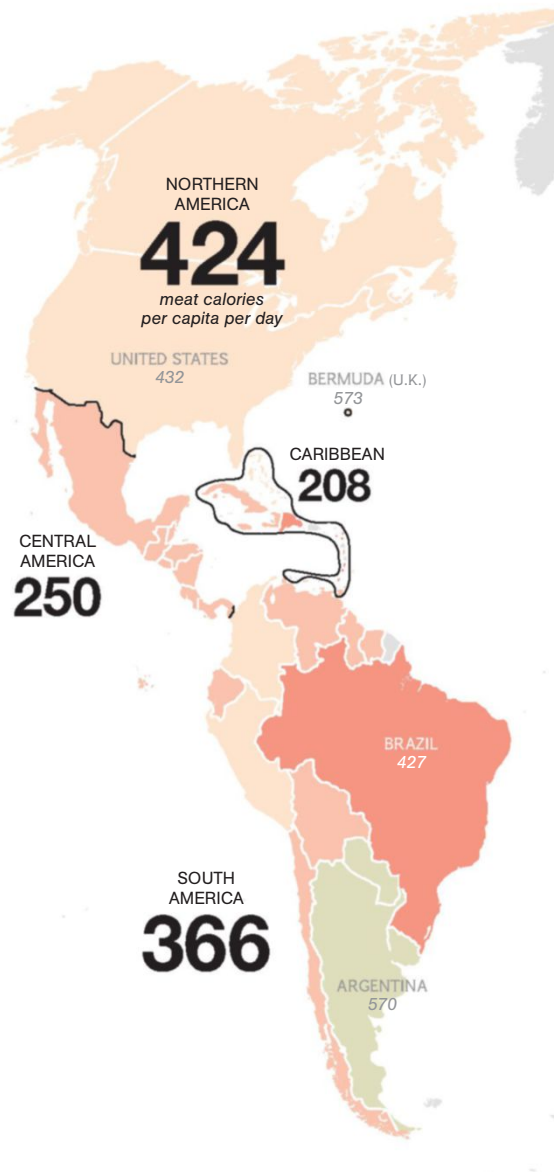 NORTHERN
AMERICA
424
meat calories
per capita per day
UNITED STATES
432
BERMUDA (U.K.)
573
CARIBBEAN
208
CENTRAL
AMERICA
250
BRAZIL
427
SOUTH
AMERICA
366
ARGENTINA
570